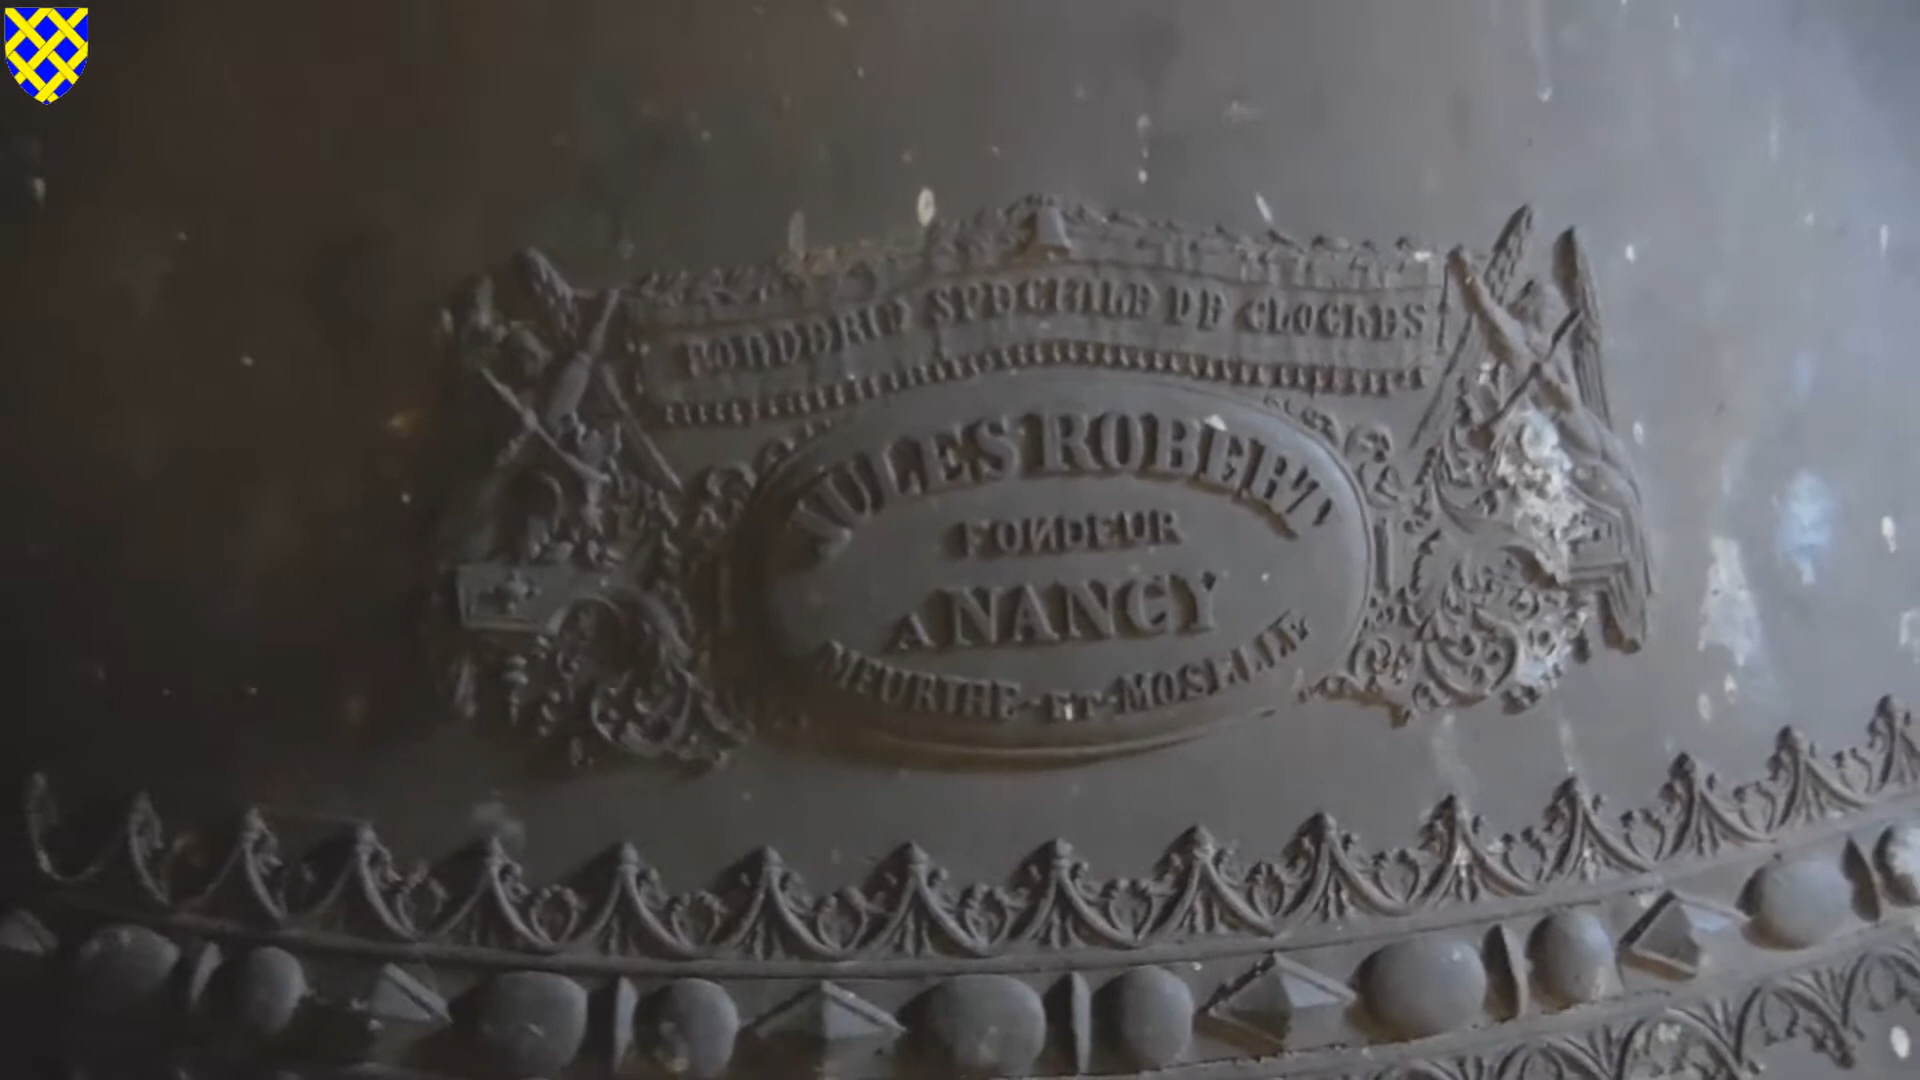 FONDERIE SPECIALE DE CLOCHES
JULES ROBERT
FONDEUR
A NANCY
MEURTHE-ET-MOSELLE